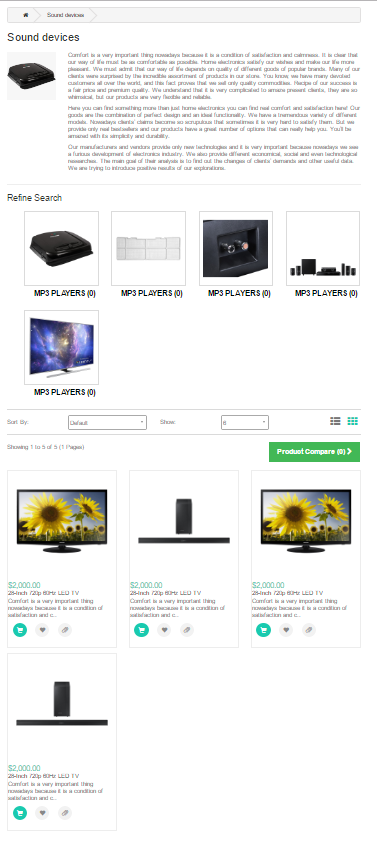 Sound devices
Sound devices
Comfort is a very important thing nowadays because it is a condition of satisfaction and calmness. It is clear that
our way of life must be as comfortable as possible. Home electronics satisfy our wishes and make our life more
pleasant. We must admit that our way of life depends on quality of different goods of popular brands. Many of our
clients were surprised by the incredible assortment of products in our store. You know, we have many devoted
customers all over the world, and this fact proves that we sell only quality commodities. Recipe of our success is
a fair price and premium quality. We understand that it is very complicated to amaze present clients, they are so
whimsical, but our products are very flexible and reliable.
Here you can find something more than just home electronics you can find real comfort and satisfaction here! Our
goods are the combination of perfect design and an ideal functionality. We have a tremendous variety of different
models. Nowadays clients' claims become so scrupulous that sometimes it is very hard to satisfy them. But we
provide only real bestsellers and our products have a great number of options that can really help you. You'll be
amazed with its simplicity and durability.
Our manufacturers and vendors provide only new technologies and it is very important because nowadays we see
a furious development of electronics industry. We also provide different economical, social and even technological
researches. The main goal of their analysis is to find out the changes of clients' demands and other useful data.
We are trying to introduce positive results of our explorations.
Refine Search
MP3 PLAYERS (0)
MP3 PLAYERS (0)
MP3 PLAYERS (0)
MP3 PLAYERS (0)
MP3 PLAYERS (0)
Sort By:
Default
Show:
6
Showing 1 to 5 of 5 (1 Pages)
Product Compare (0)
$2,000.00
28-Inch 720p 60Hz LED TV
Comfort is a very important thing
nowadays because it is a condition of
satisfaction and c..
$2,000.00
28-Inch 720p 60Hz LED TV
Comfort is a very important thing
nowadays because it is a condition of
satisfaction and c..
$2,000.00
28-Inch 720p 60Hz LED TV
Comfort is a very important thing
nowadays because it is a condition of
satisfaction and c..
$2,000.00
28-Inch 720p 60Hz LED TV
Comfort is a very important thing
nowadays because it is a condition of
satisfaction and c..